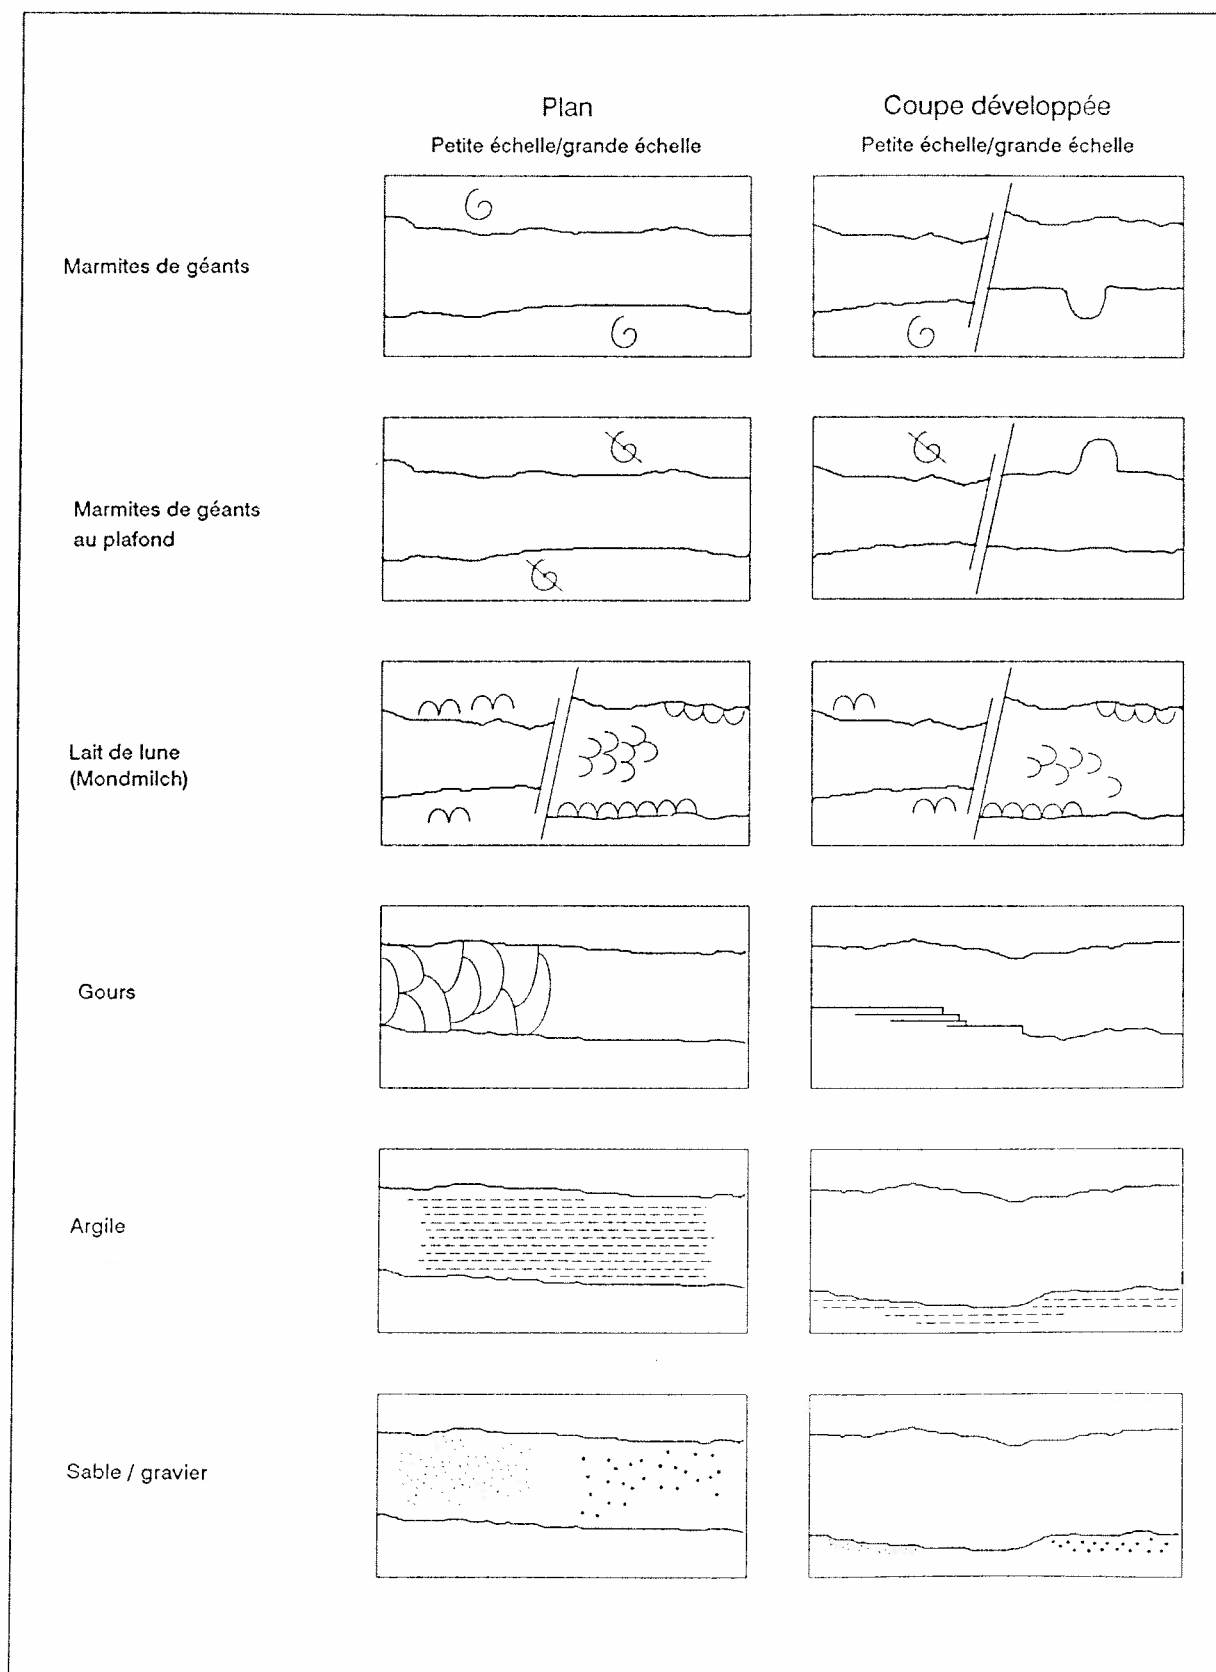 Plan
Coupe développée
Petite échelle/grande échelle
Petite échelle/grande échelle
Marmites de géants
Marmites de géants
au plafond
Lait de lune
(Mondmilch)
Gours
Argile
Sable / gravier